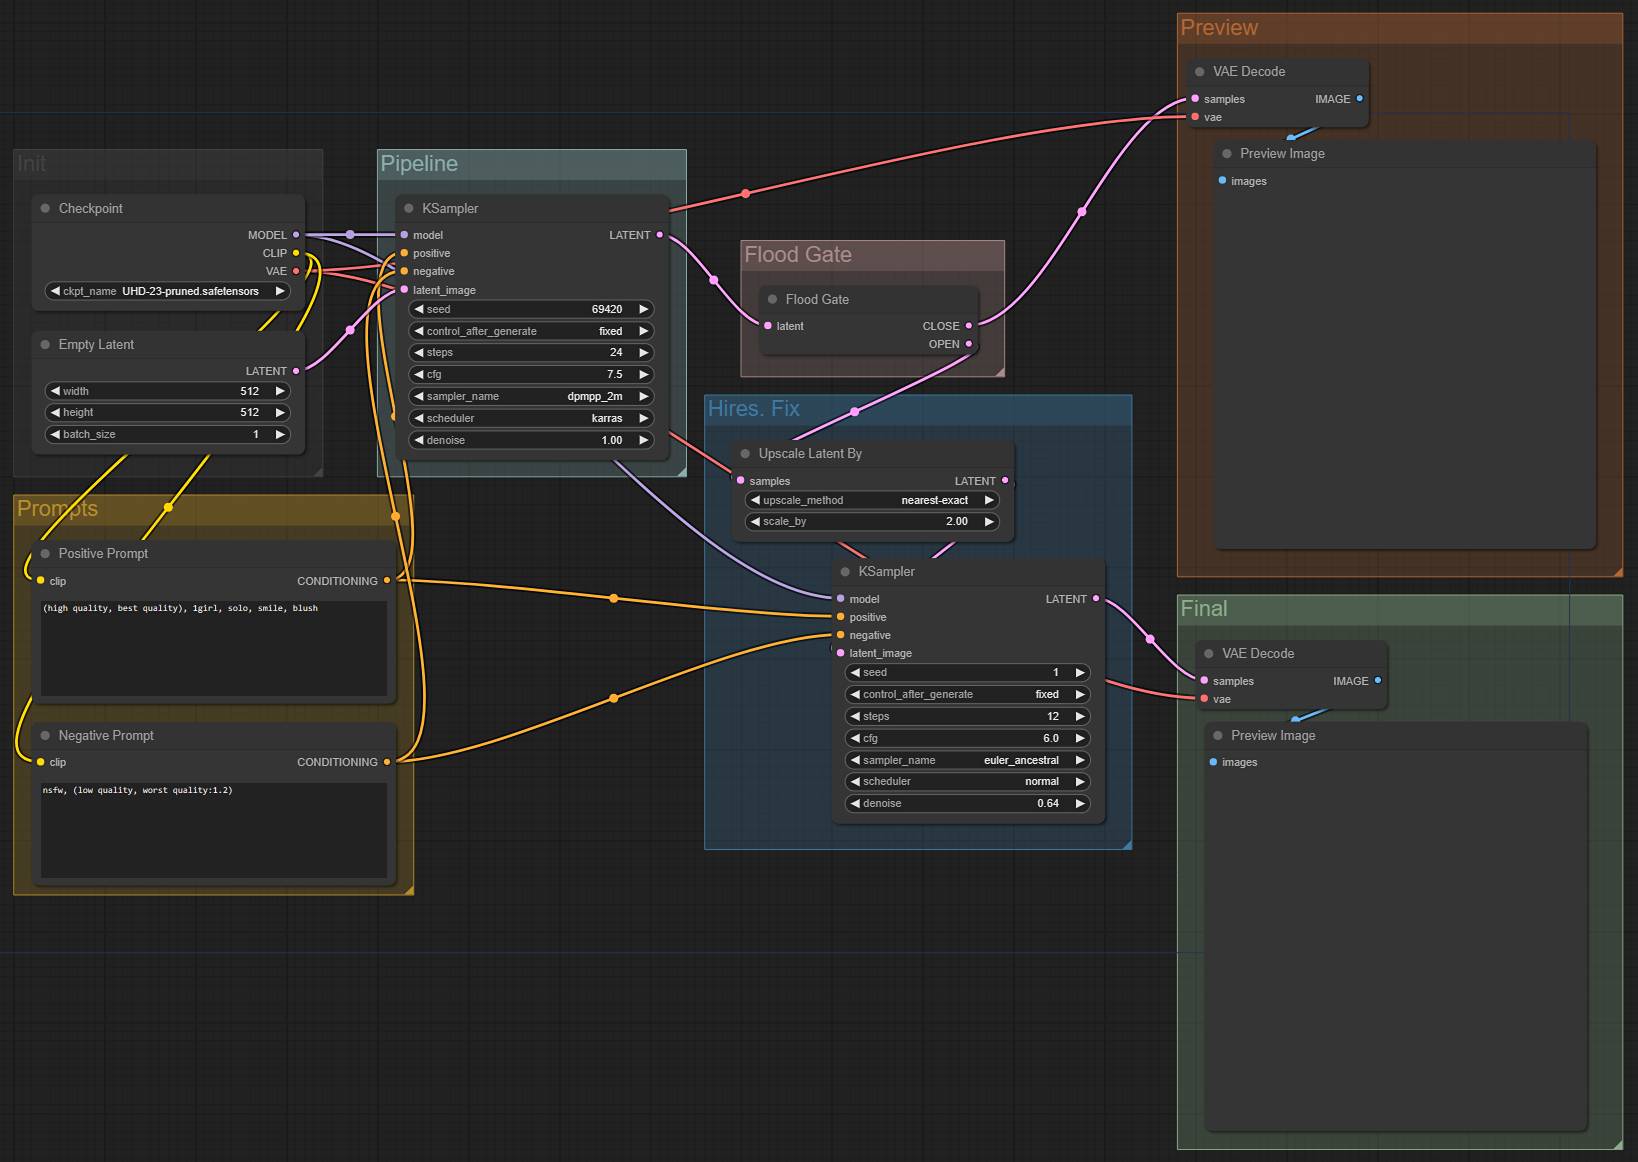 Init
Checkpoint
MODEL
CLIP
VAE
ckpt_name UHD-23-pruned.safetensors
Empty Latent
LATENT
width 512
height 512
batch_size 1
Prompts
Positive Prompt
clip CONDITIONING
(high quality, best quality), 1girl, solo, smile, blush
Negative Prompt
clip CONDITIONING
nsfw, (low quality, worst quality:1.2)
Pipeline
KSampler
model LATENT
positive
negative
latent_image
seed 69420
control_after_generate fixed
steps 24
cfg 7.5
sampler_name dpmpp_2m
scheduler karras
denoise 1.00
Flood Gate
Flood Gate
latent CLOSE
OPEN
Hires. Fix
Upscale Latent By
samples LATENT
upscale_method nearest-exact
scale_by 2.00
KSampler
model LATENT
positive
negative
latent_image
seed 1
control_after_generate fixed
steps 12
cfg 6.0
sampler_name euler_ancestral
scheduler normal
denoise 0.64
Preview
VAE Decode
samples IMAGE
vae
Preview Image
images
Final
VAE Decode
samples IMAGE
vae
Preview Image
images